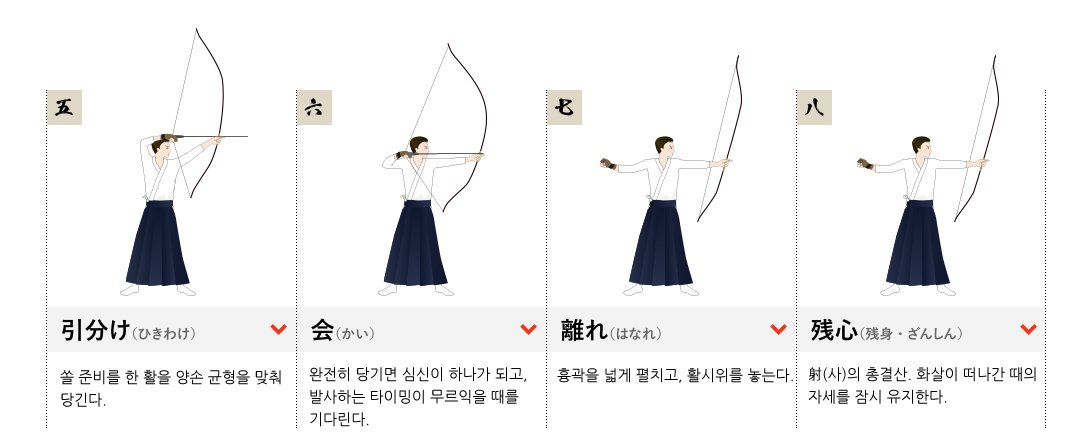 五
引分け(ひきわけ)
쏠 준비를 한 활을 양손 균형을 맞춰
당긴다.
六
会(かい)
완전히 당기면 심신이 하나가 되고,
발사하는 타이밍이 무르익을 때를
기다린다.
七
離れ(はなれ)
흉곽을 넓게 펼치고, 활시위를 놓는다.
八
残心(残身・ざんしん)
射(사)의 총결산. 화살이 떠나간 때의
자세를 잠시 유지한다.